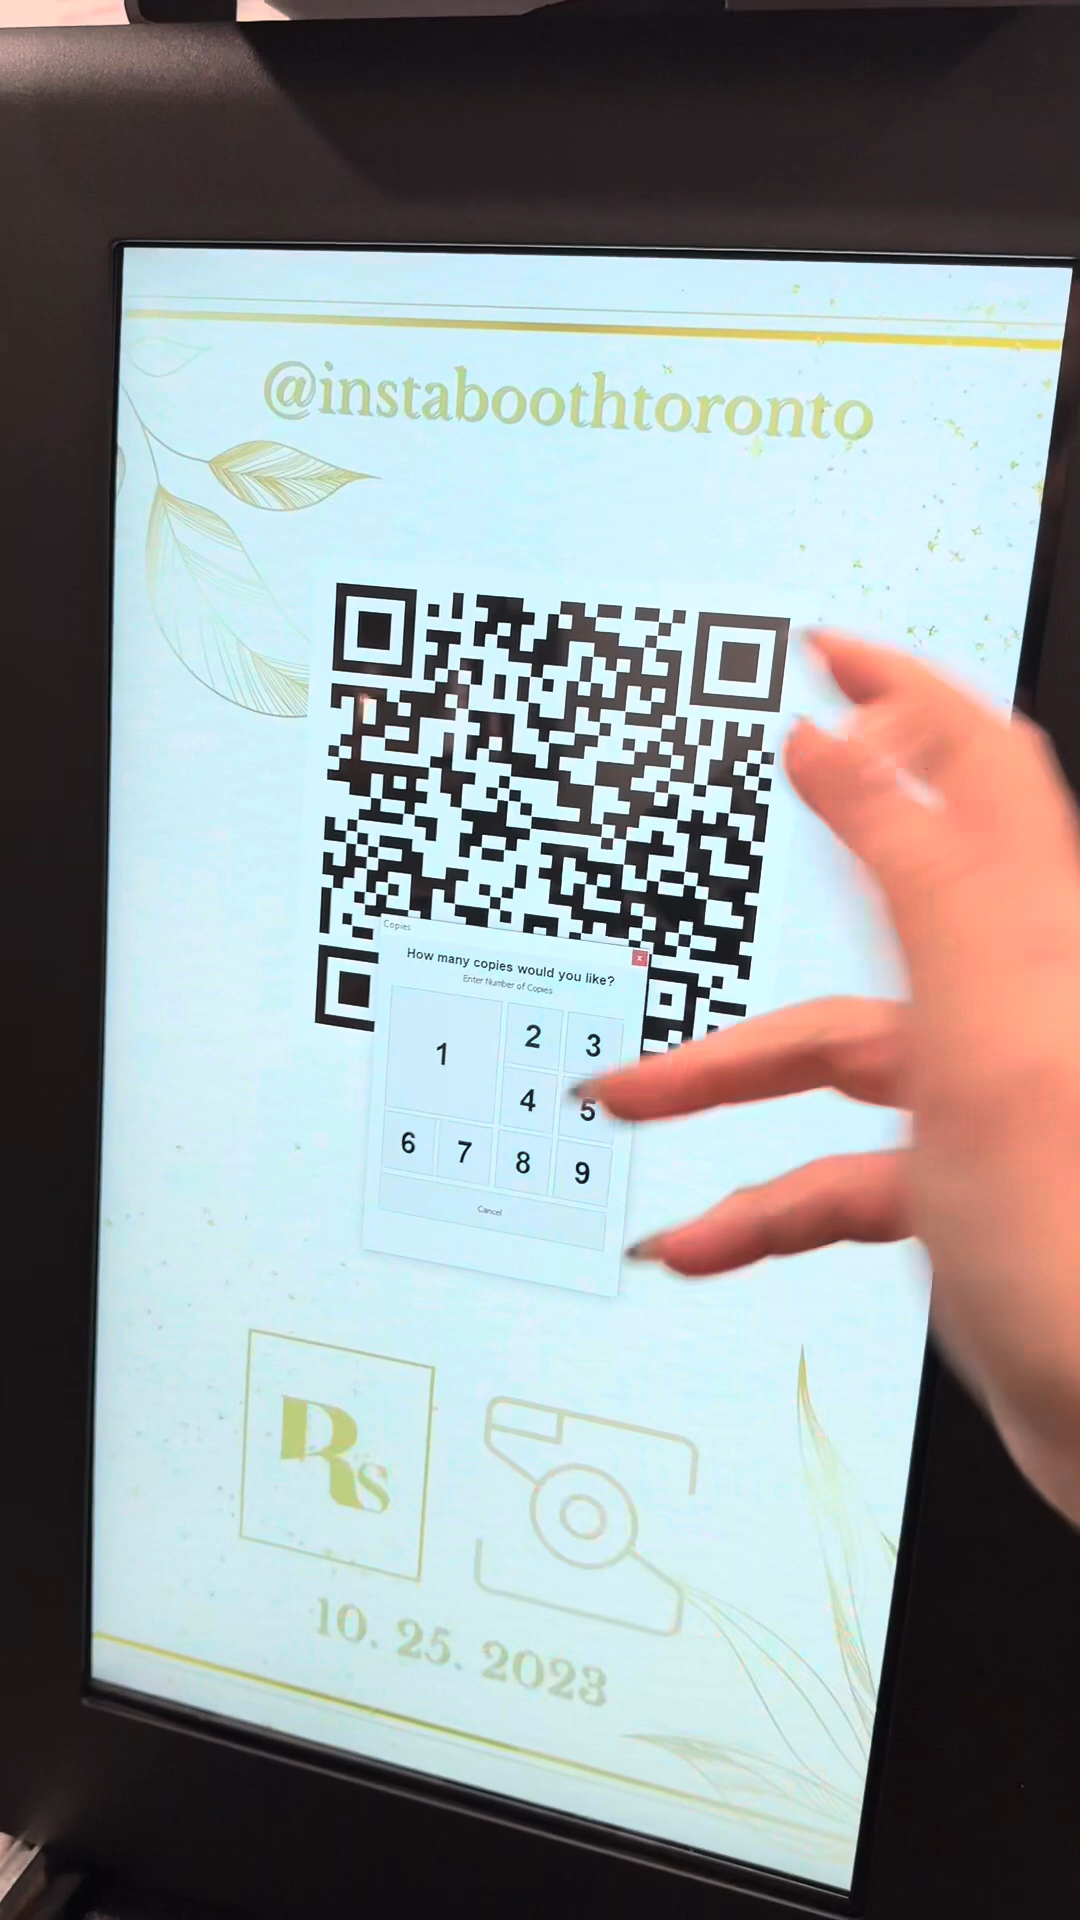 @instaboothtoronto
Copies
x
How many copies would you like?
Enter Number of Copies
1 2 3
4 5
6 7 8 9
Cancel
Rs
10. 25. 2023